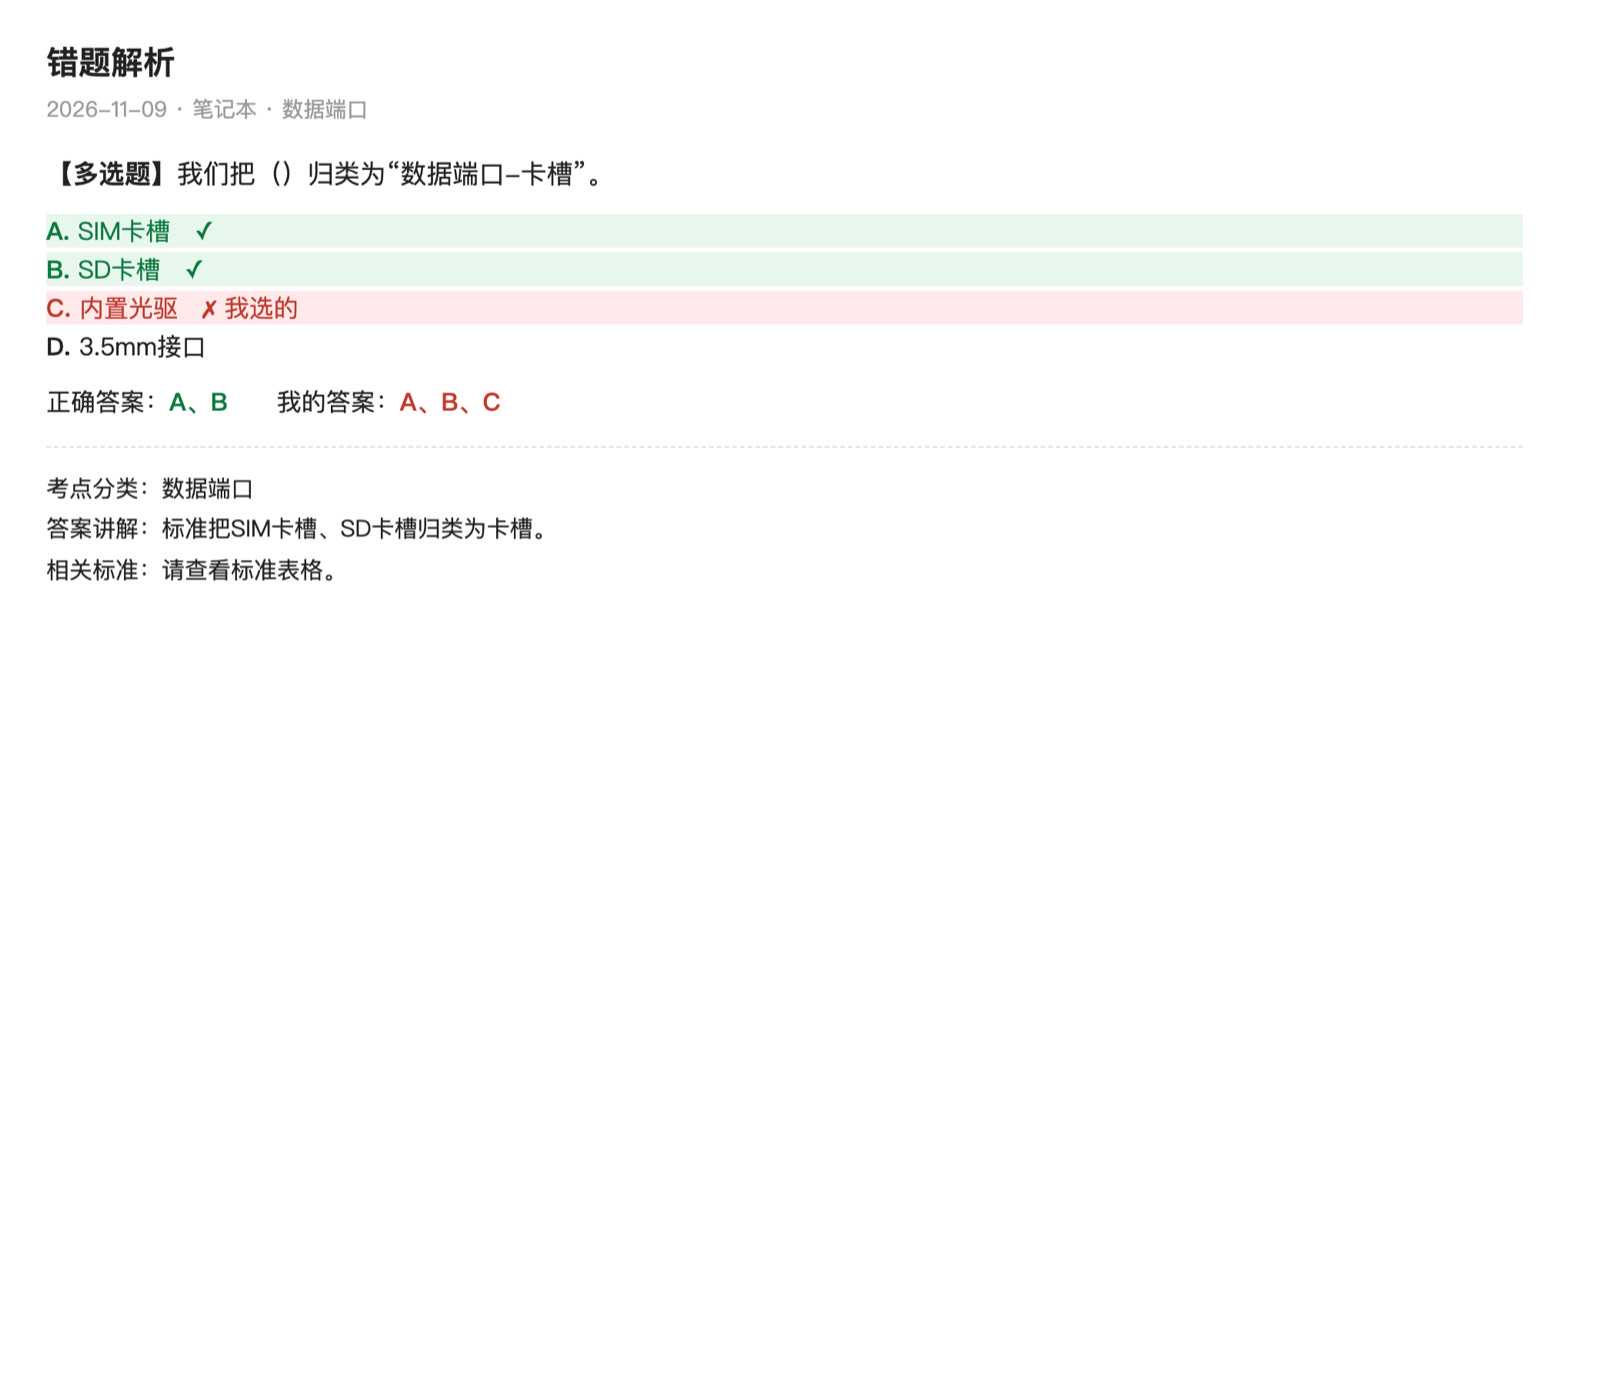 错题解析
2026-11-09 · 笔记本 · 数据端口
【多选题】我们把（）归类为“数据端口-卡槽”。
A. SIM卡槽 ✓
B. SD卡槽 ✓
C. 内置光驱 ✗ 我选的
D. 3.5mm接口
正确答案：A、B 我的答案：A、B、C
考点分类：数据端口
答案讲解：标准把SIM卡槽、SD卡槽归类为卡槽。
相关标准：请查看标准表格。